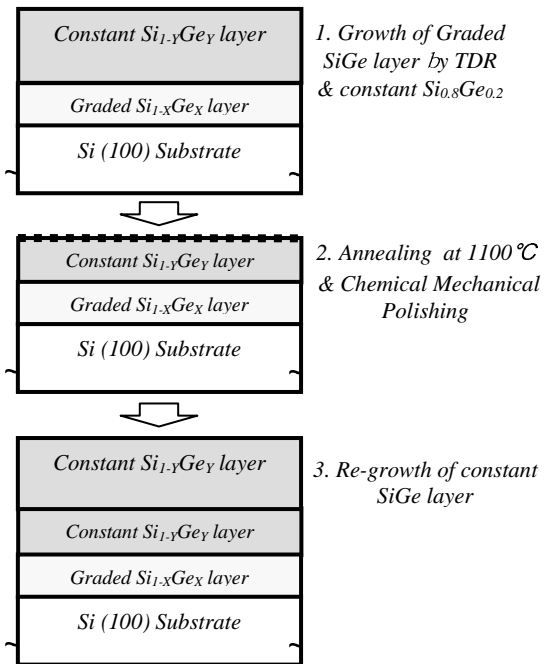 Constant Si1-YGeY layer
Graded Si1-XGeX layer
Si (100) Substrate
~ ~
1. Growth of Graded
SiGe layer by TDR
& constant Si0.8Ge0.2
Constant Si1-YGeY layer
Graded Si1-XGeX layer
Si (100) Substrate
~ ~
2. Annealing at 1100℃
& Chemical Mechanical
Polishing
Constant Si1-YGeY layer
Constant Si1-YGeY layer
Graded Si1-XGeX layer
Si (100) Substrate
~ ~
3. Re-growth of constant
SiGe layer